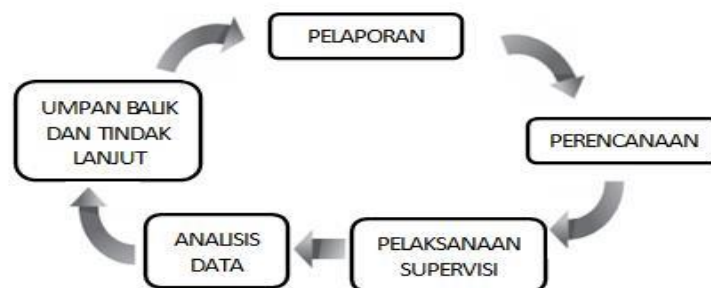 PELAPORAN
PERENCANAAN
PELAKSANAAN
SUPERVISI
ANALISIS
DATA
UMPAN BALIK
DAN TINDAK
LANJUT